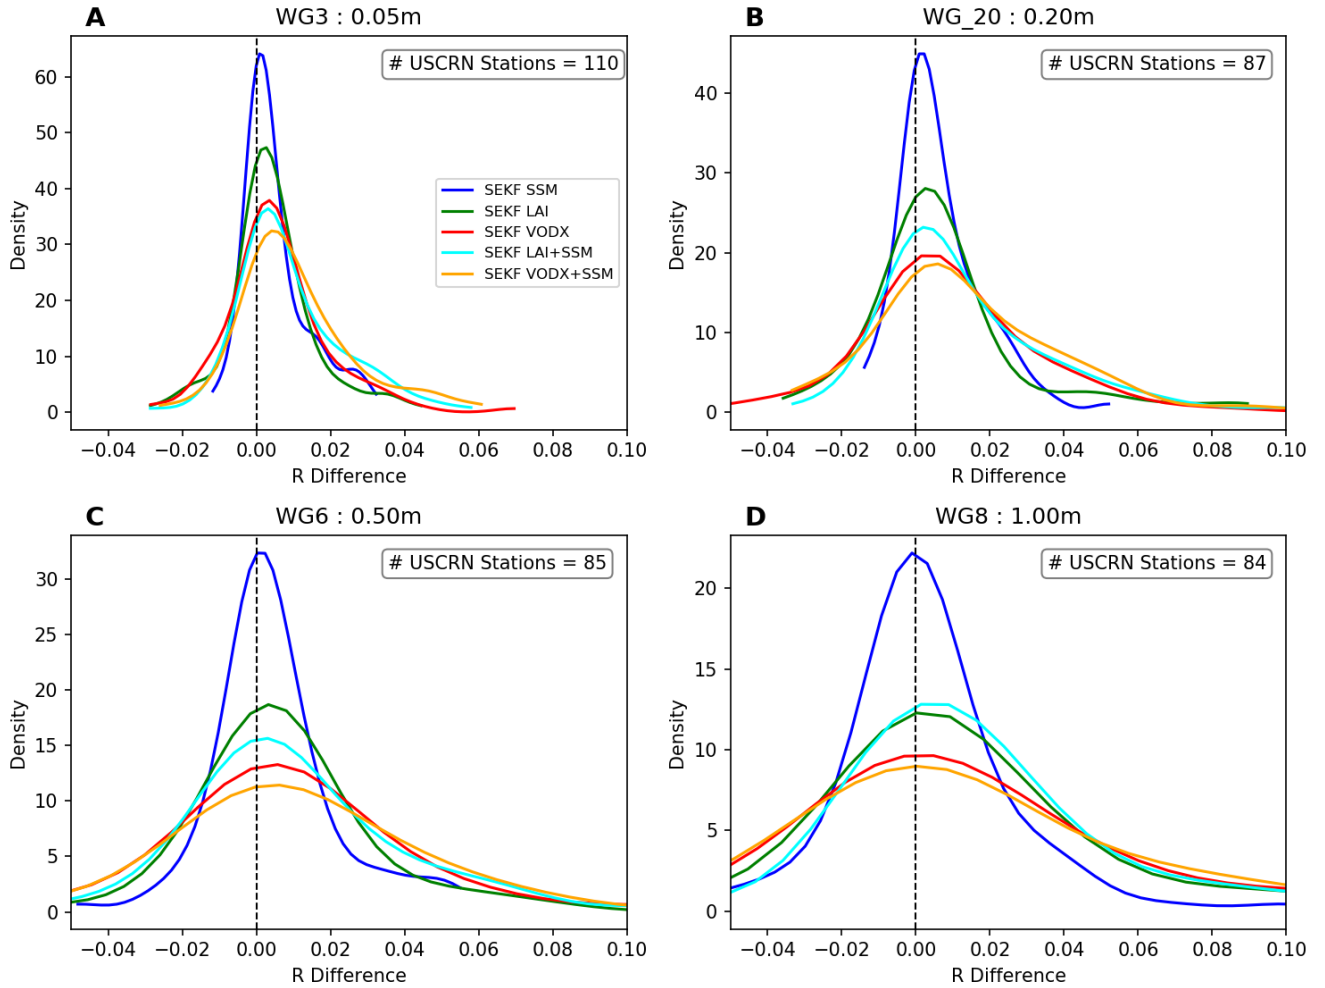 A WG3 : 0.05m
# USCRN Stations = 110
SEKF SSM
SEKF LAI
SEKF VODX
SEKF LAI+SSM
SEKF VODX+SSM
Density
60
50
40
30
20
10
0
−0.04 −0.02 0.00 0.02 0.04 0.06 0.08 0.10
R Difference
B WG_20 : 0.20m
# USCRN Stations = 87
Density
40
30
20
10
0
−0.04 −0.02 0.00 0.02 0.04 0.06 0.08 0.10
R Difference
C WG6 : 0.50m
# USCRN Stations = 85
Density
30
25
20
15
10
5
0
−0.04 −0.02 0.00 0.02 0.04 0.06 0.08 0.10
R Difference
D WG8 : 1.00m
# USCRN Stations = 84
Density
20
15
10
5
0
−0.04 −0.02 0.00 0.02 0.04 0.06 0.08 0.10
R Difference